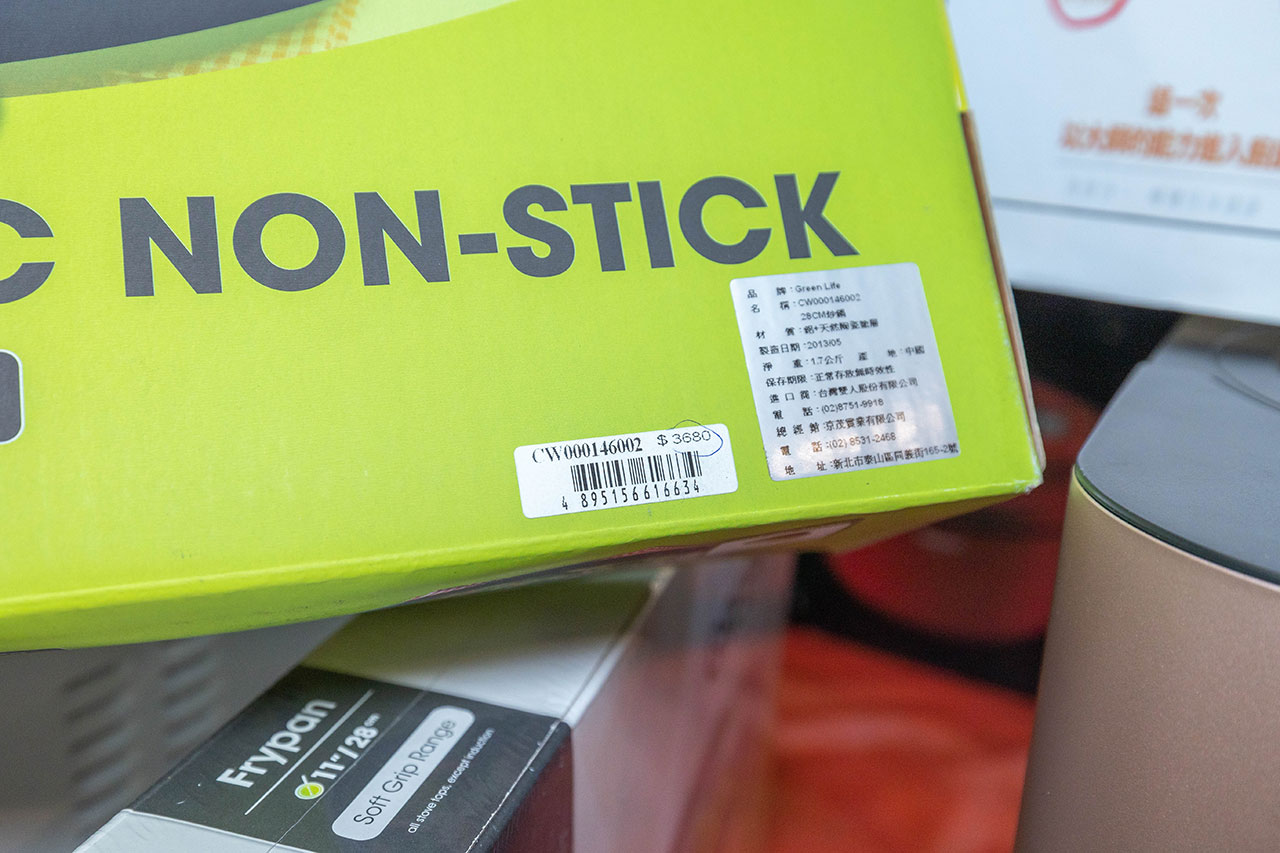 C NON-STICK
品 牌:Green Life
名 稱:CW000146002
28CM炒鍋
材 質:鋁+天然陶瓷塗層
製造日期:2013/05
淨 重:1.7公斤 產 地:中國
保存期限:正常存放無時效性
進 口 商:台灣雙人股份有限公司
電 話:(02)8751-9918
總 經 銷:京茂實業有限公司
電 話:(02) 8531-2468
地 址:新北市泰山區同義街165-2號
CW000146002 $ 3680
4 895156616634
Frypan
11"/28cm
Soft Grip Range
all stove tops, except induction